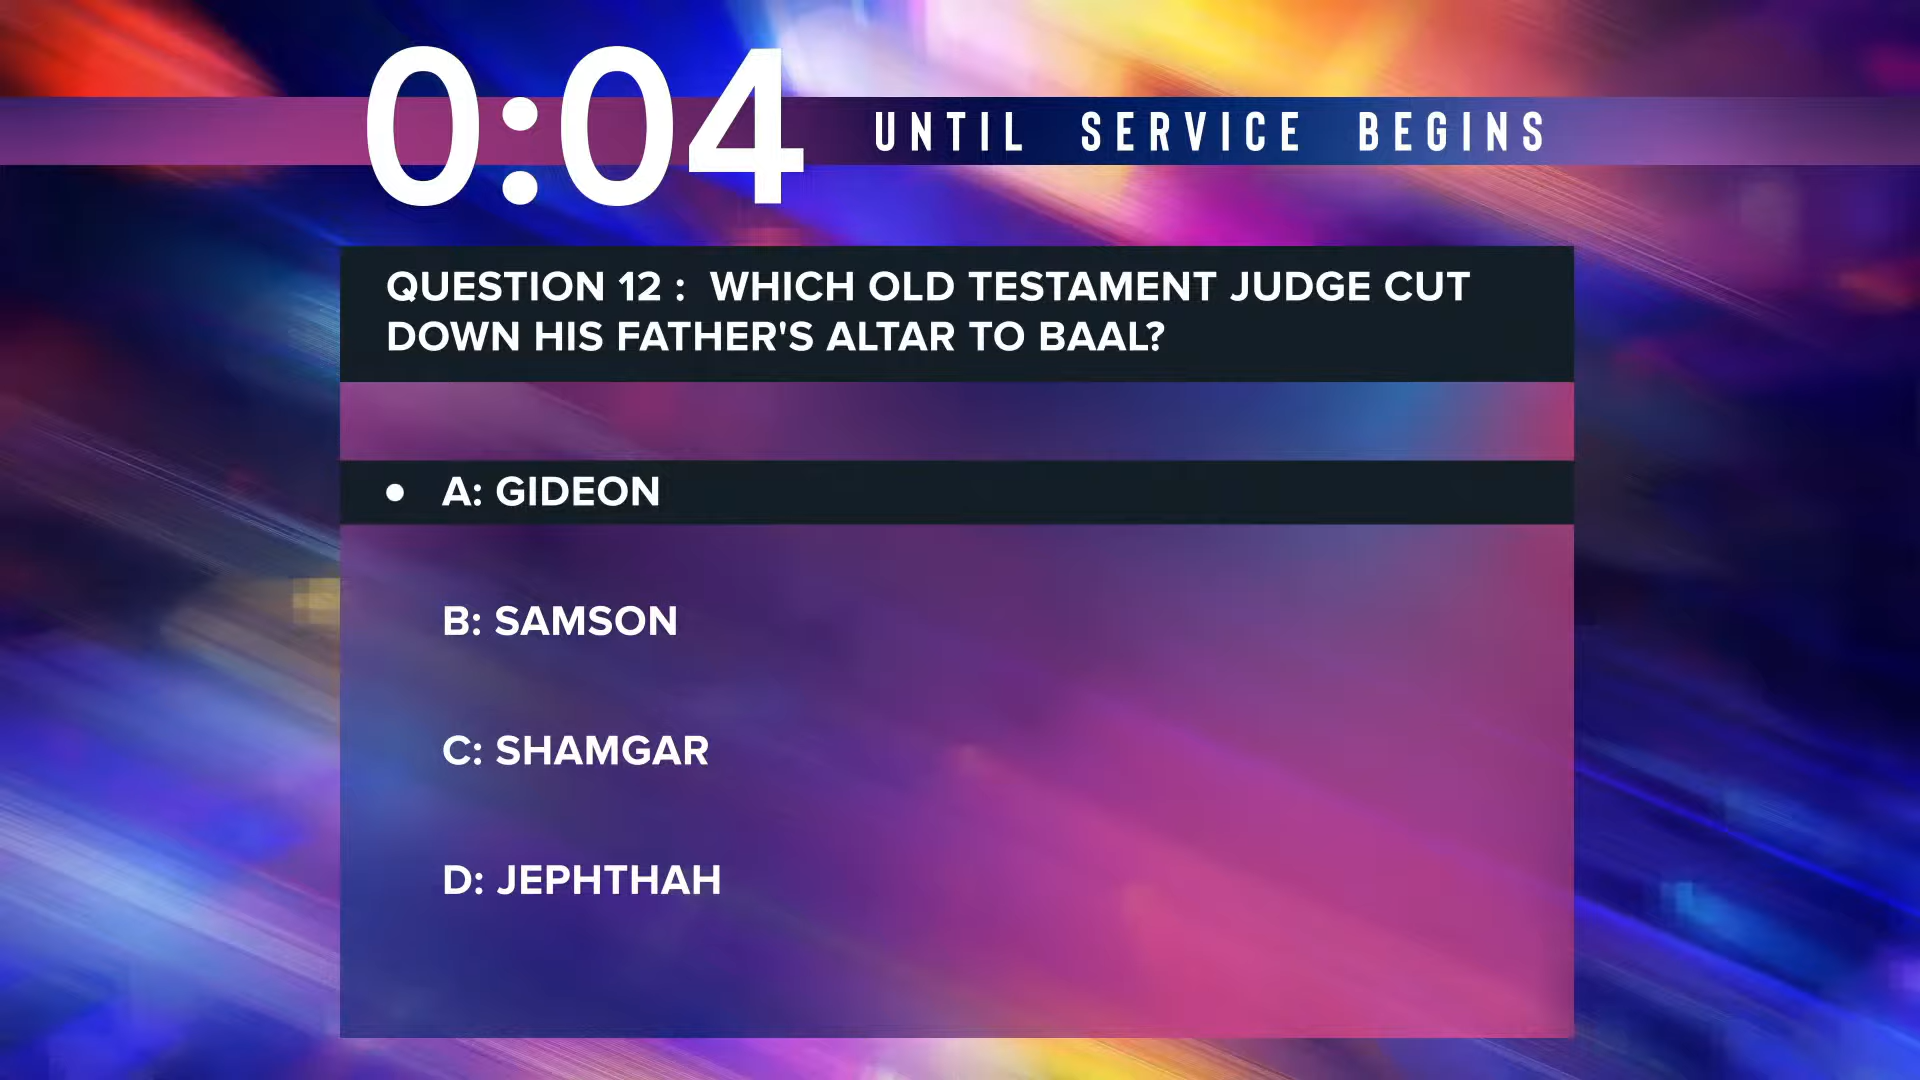 0:04 UNTIL SERVICE BEGINS
QUESTION 12 : WHICH OLD TESTAMENT JUDGE CUT
DOWN HIS FATHER'S ALTAR TO BAAL?
• A: GIDEON
B: SAMSON
C: SHAMGAR
D: JEPHTHAH